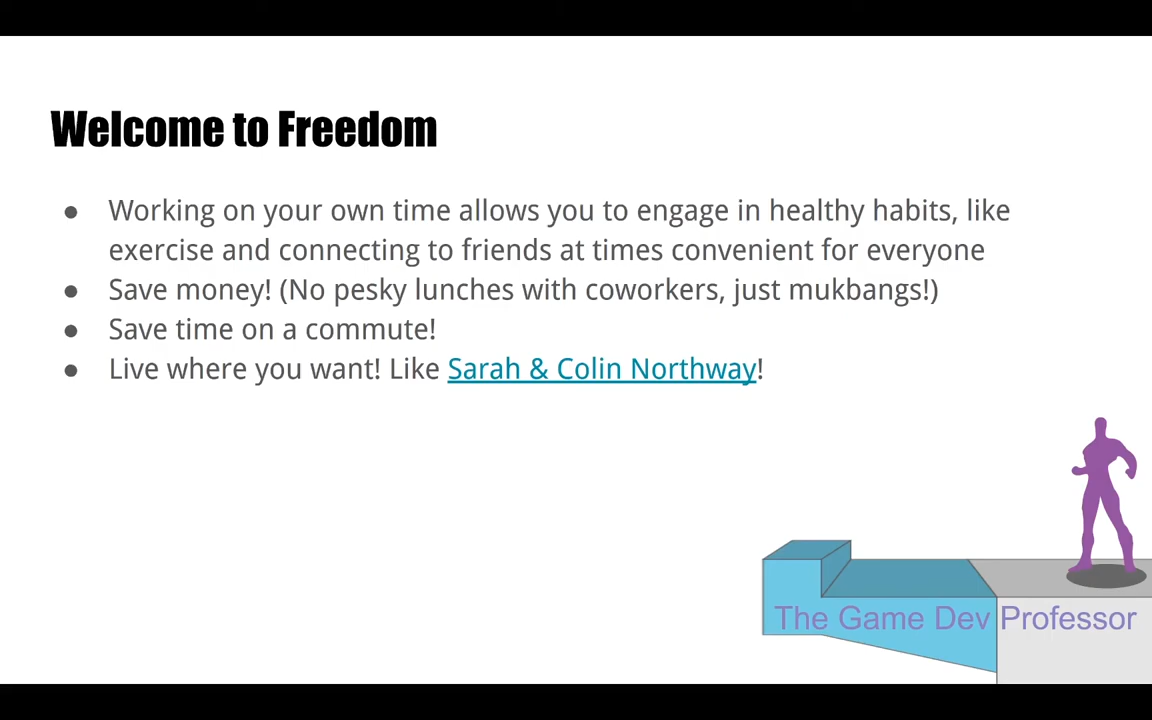 Welcome to Freedom
● Working on your own time allows you to engage in healthy habits, like
exercise and connecting to friends at times convenient for everyone
● Save money! (No pesky lunches with coworkers, just mukbangs!)
● Save time on a commute!
● Live where you want! Like Sarah & Colin Northway!
The Game Dev Professor